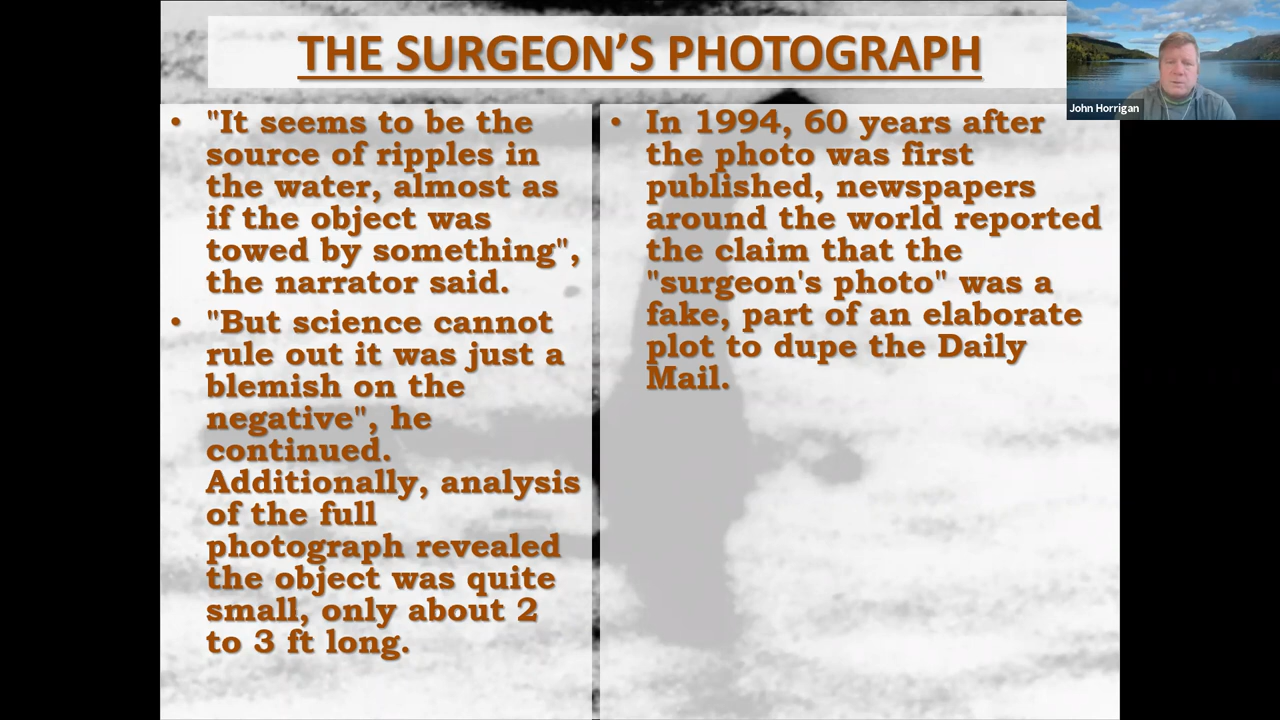 THE SURGEON’S PHOTOGRAPH
John Horrigan
• "It seems to be the
source of ripples in
the water, almost as
if the object was
towed by something",
the narrator said.
• "But science cannot
rule out it was just a
blemish on the
negative", he
continued.
Additionally, analysis
of the full
photograph revealed
the object was quite
small, only about 2
to 3 ft long.
• In 1994, 60 years after
the photo was first
published, newspapers
around the world reported
the claim that the
"surgeon's photo" was a
fake, part of an elaborate
plot to dupe the Daily
Mail.